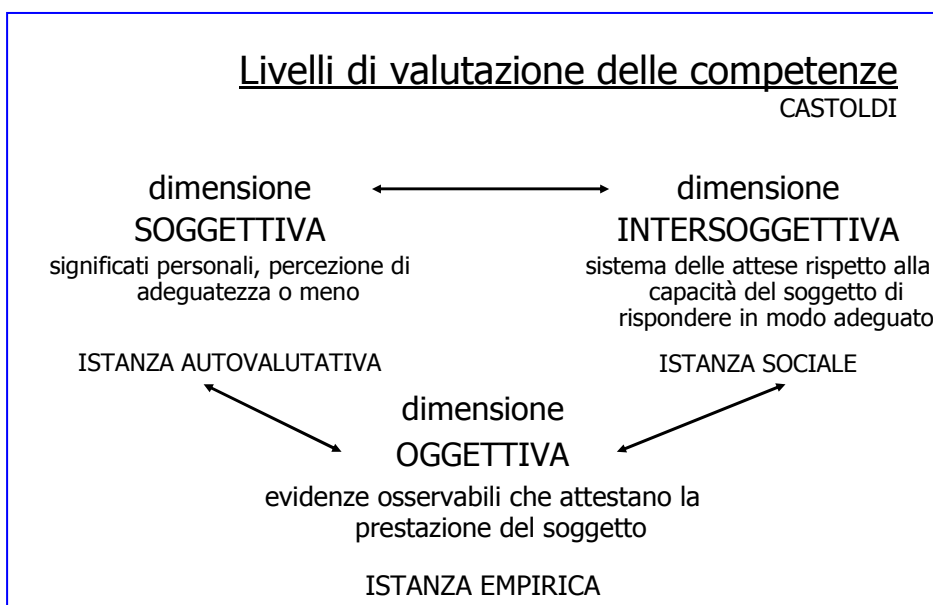 Livelli di valutazione delle competenze
CASTOLDI
dimensione
SOGGETTIVA
significati personali, percezione di
adeguatezza o meno
ISTANZA AUTOVALUTATIVA
dimensione
INTERSOGGETTIVA
sistema delle attese rispetto alla
capacità del soggetto di
rispondere in modo adeguato
ISTANZA SOCIALE
dimensione
OGGETTIVA
evidenze osservabili che attestano la
prestazione del soggetto
ISTANZA EMPIRICA